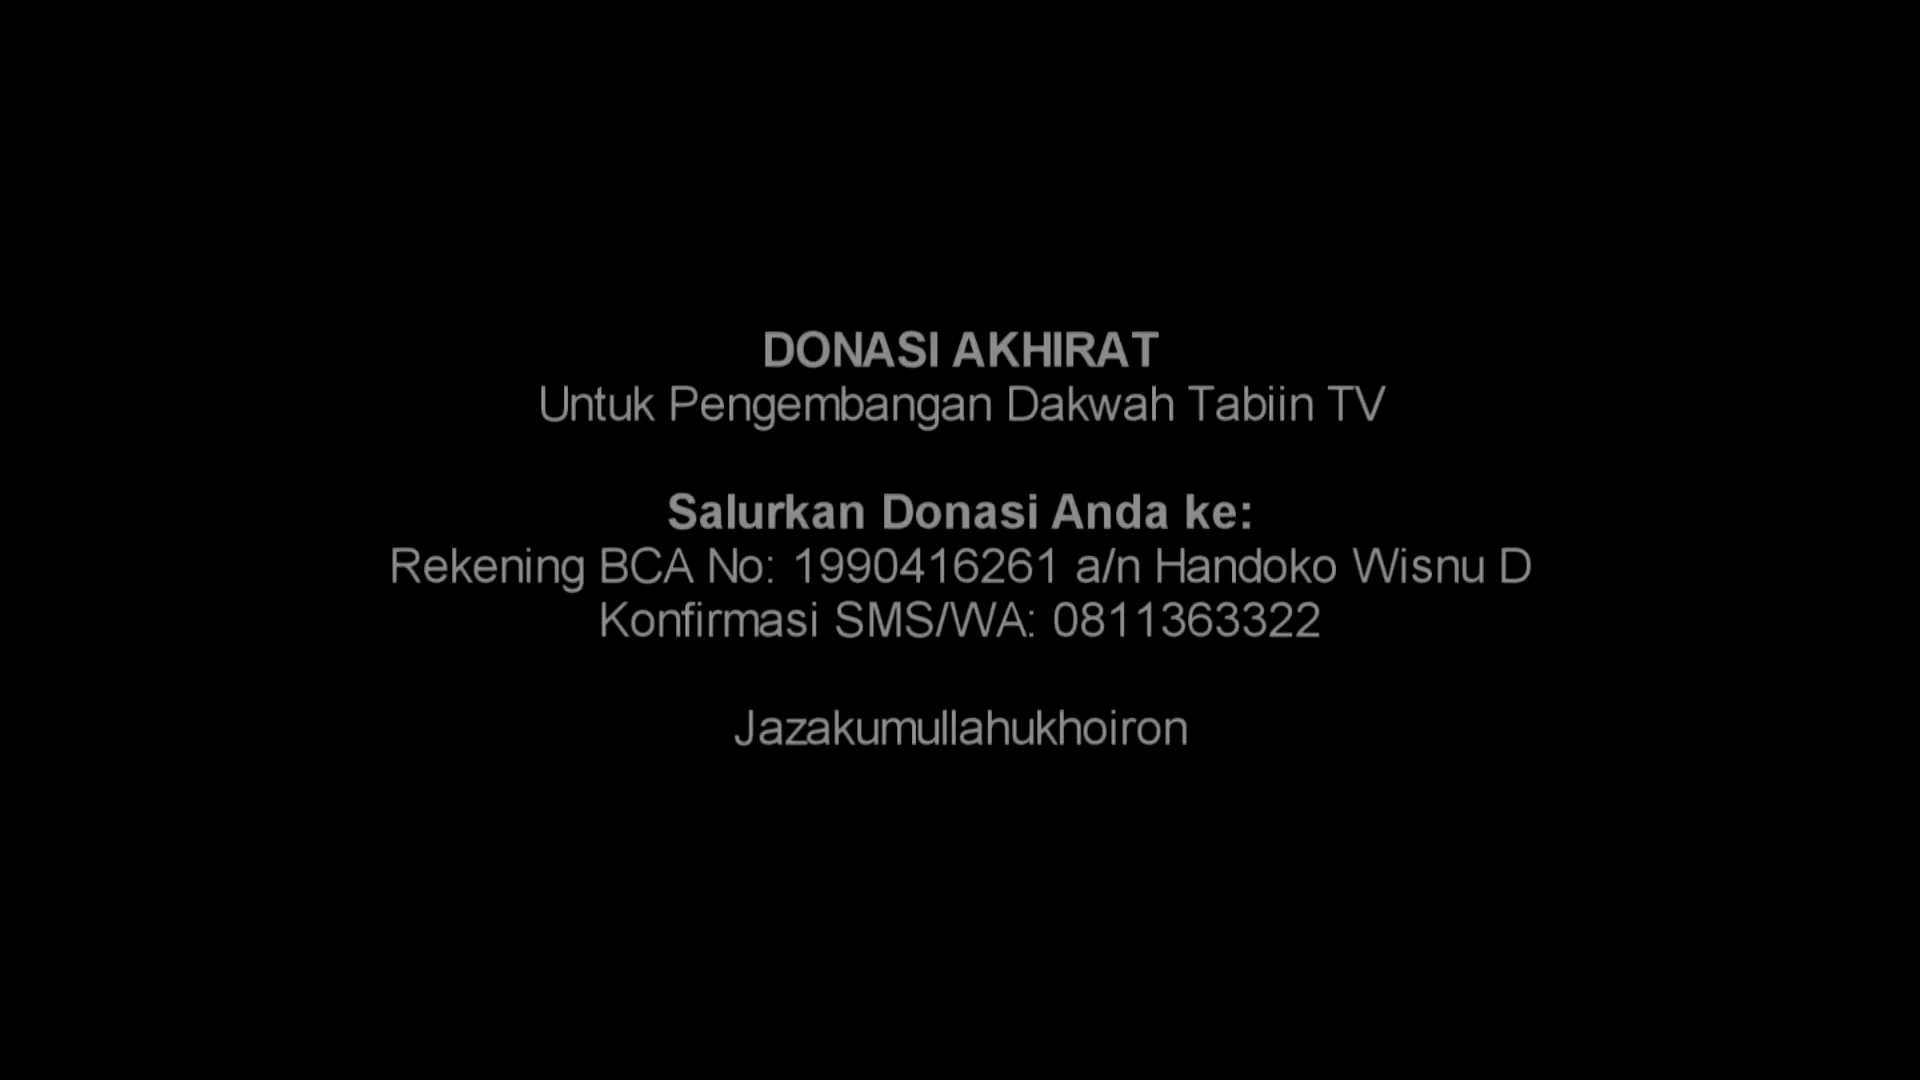 DONASI AKHIRAT
Untuk Pengembangan Dakwah Tabiin TV
Salurkan Donasi Anda ke:
Rekening BCA No: 1990416261 a/n Handoko Wisnu D
Konfirmasi SMS/WA: 0811363322
Jazakumullahukhoiron